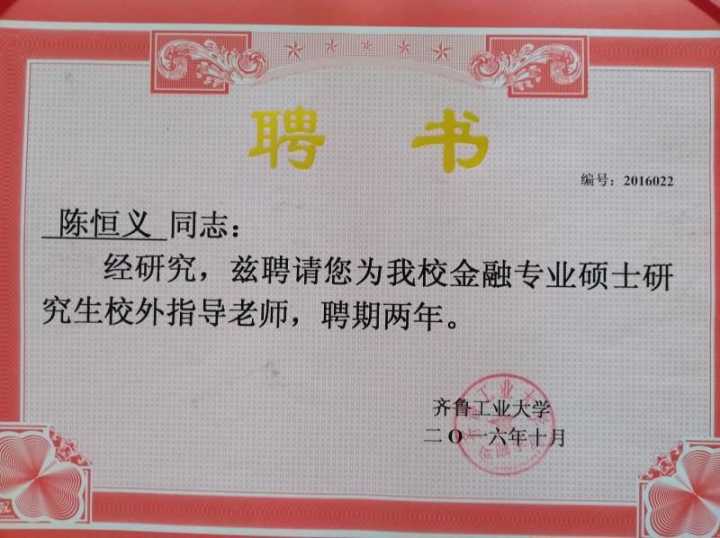 聘 书
编号：2016022
陈恒义 同志：
经研究，兹聘请您为我校金融专业硕士研
究生校外指导老师，聘期两年。
齐鲁工业大学
二〇一六年十月